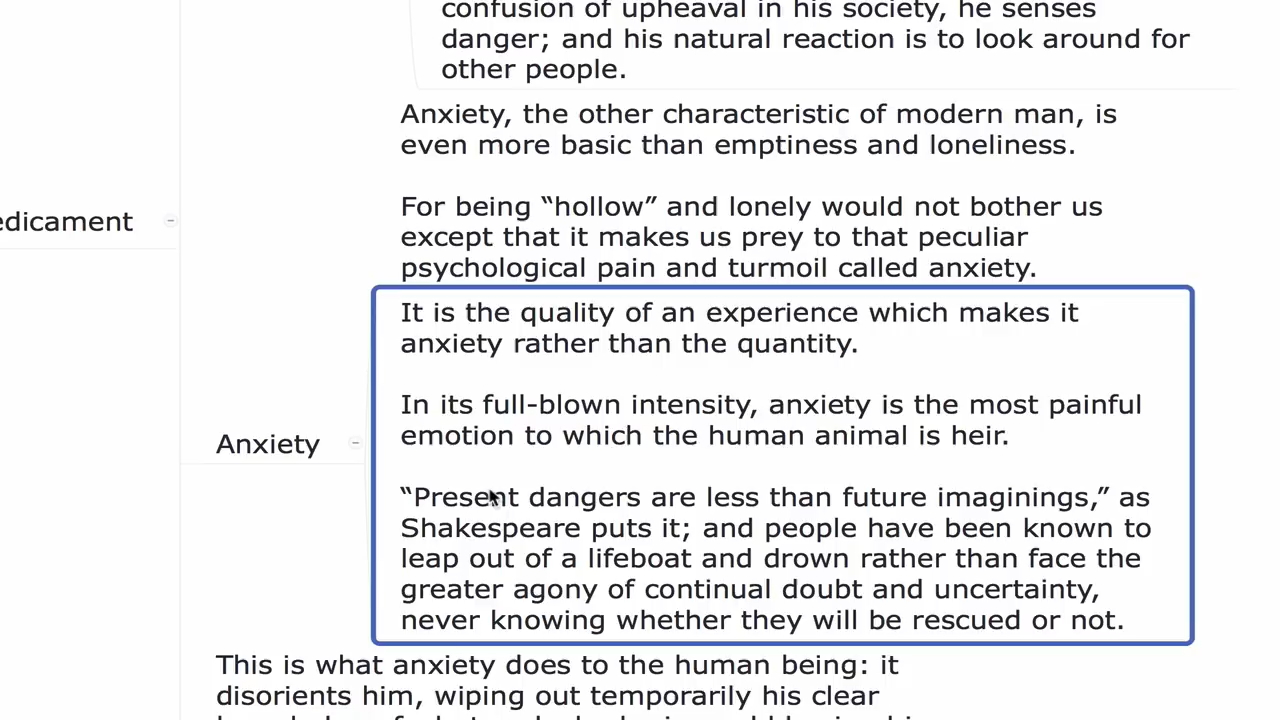 confusion of upheaval in his society, he senses
danger; and his natural reaction is to look around for
other people.
Anxiety, the other characteristic of modern man, is
even more basic than emptiness and loneliness.
For being “hollow” and lonely would not bother us
except that it makes us prey to that peculiar
psychological pain and turmoil called anxiety.
edicament
It is the quality of an experience which makes it
anxiety rather than the quantity.
In its full-blown intensity, anxiety is the most painful
emotion to which the human animal is heir.
Anxiety
“Present dangers are less than future imaginings,” as
Shakespeare puts it; and people have been known to
leap out of a lifeboat and drown rather than face the
greater agony of continual doubt and uncertainty,
never knowing whether they will be rescued or not.
This is what anxiety does to the human being: it
disorients him, wiping out temporarily his clear